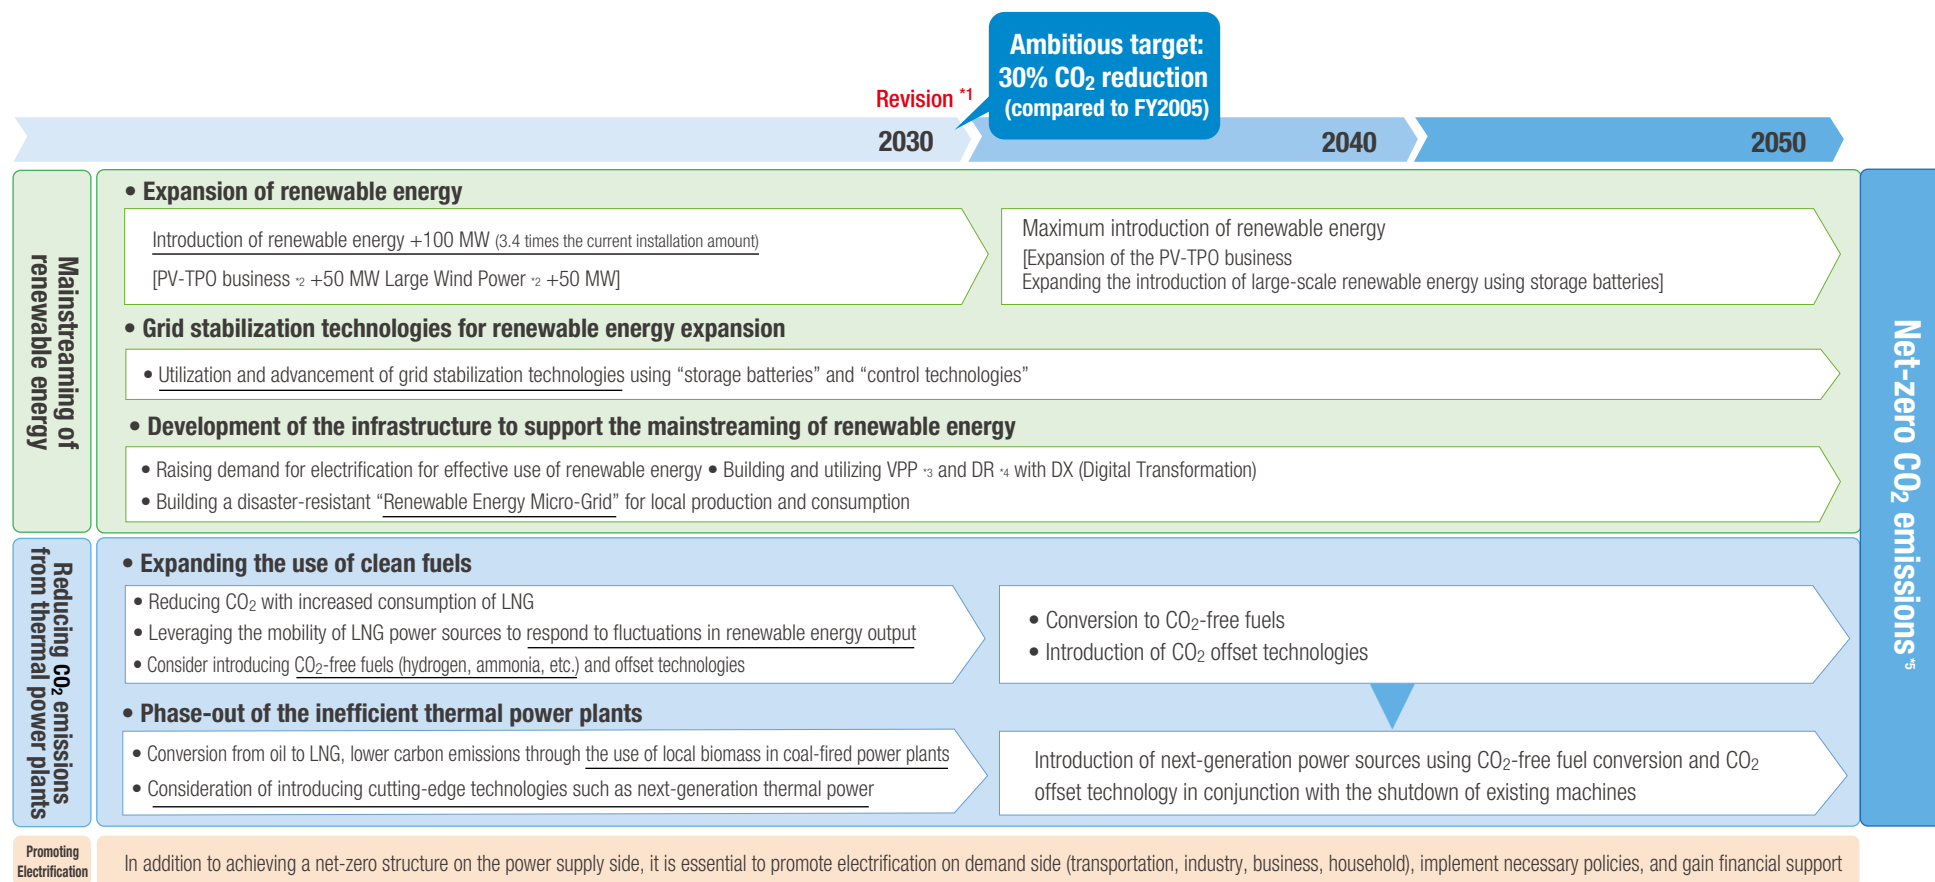 Ambitious target:
30% CO₂ reduction
(compared to FY2005)
Revision *1
2030
2040
2050
Mainstreaming of
renewable energy
• Expansion of renewable energy
Introduction of renewable energy +100 MW (3.4 times the current installation amount)
[PV-TPO business *2 +50 MW Large Wind Power *2 +50 MW]
Maximum introduction of renewable energy
[Expansion of the PV-TPO business
Expanding the introduction of large-scale renewable energy using storage batteries]
• Grid stabilization technologies for renewable energy expansion
• Utilization and advancement of grid stabilization technologies using “storage batteries” and “control technologies”
• Development of the infrastructure to support the mainstreaming of renewable energy
• Raising demand for electrification for effective use of renewable energy • Building and utilizing VPP *3 and DR *4 with DX (Digital Transformation)
• Building a disaster-resistant “Renewable Energy Micro-Grid” for local production and consumption
Reducing CO₂ emissions
from thermal power plants
• Expanding the use of clean fuels
• Reducing CO₂ with increased consumption of LNG
• Leveraging the mobility of LNG power sources to respond to fluctuations in renewable energy output
• Consider introducing CO₂-free fuels (hydrogen, ammonia, etc.) and offset technologies
• Conversion to CO₂-free fuels
• Introduction of CO₂ offset technologies
• Phase-out of the inefficient thermal power plants
• Conversion from oil to LNG, lower carbon emissions through the use of local biomass in coal-fired power plants
• Consideration of introducing cutting-edge technologies such as next-generation thermal power
Introduction of next-generation power sources using CO₂-free fuel conversion and CO₂
offset technology in conjunction with the shutdown of existing machines
Net-zero CO₂ emissions *5
Promoting
Electrification
In addition to achieving a net-zero structure on the power supply side, it is essential to promote electrification on demand side (transportation, industry, business, household), implement necessary policies, and gain financial support